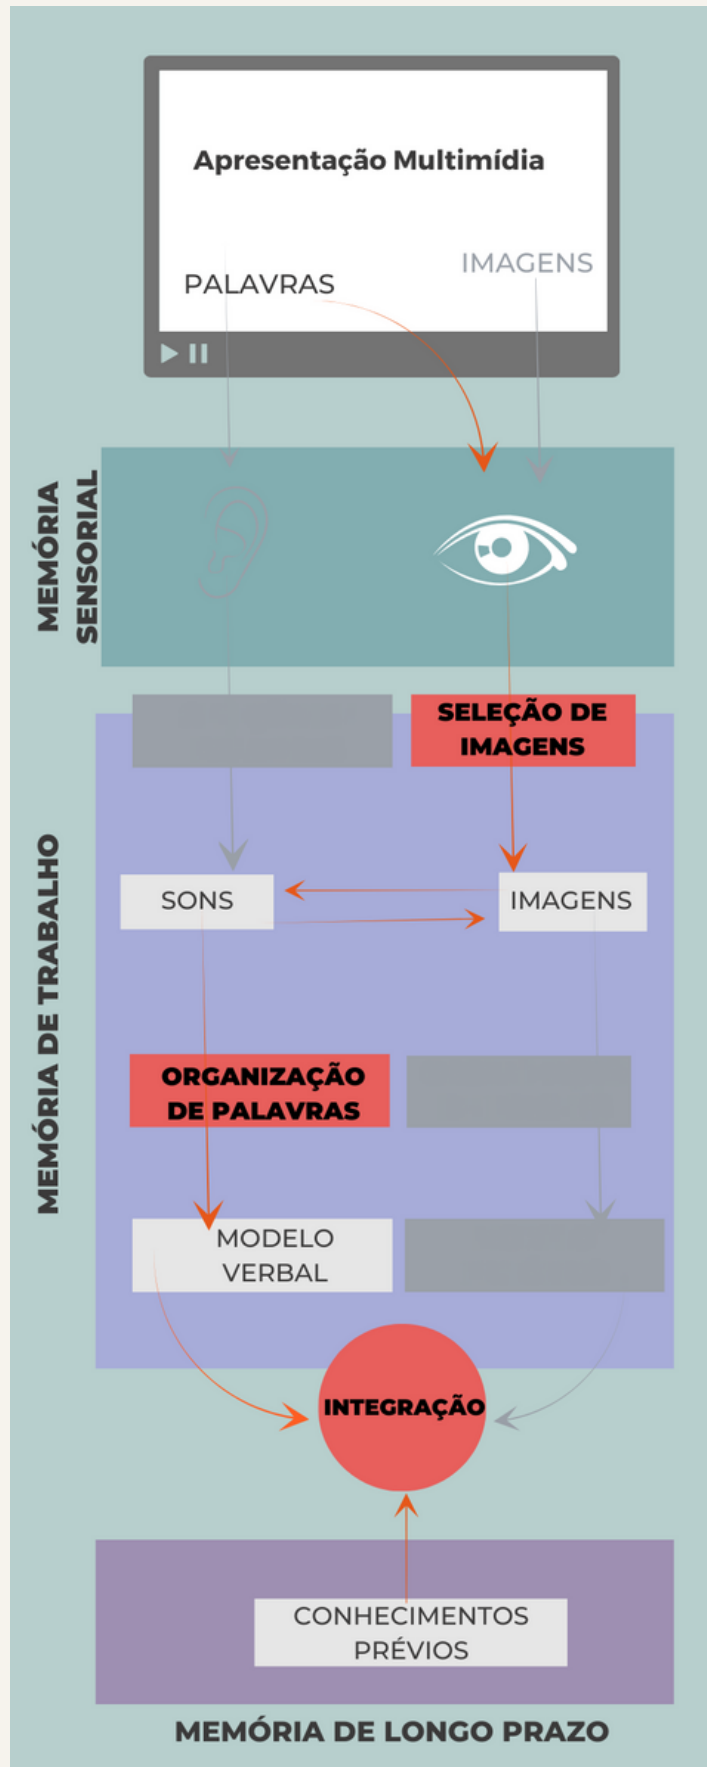 Apresentação Multimídia
IMAGENS
PALAVRAS
MEMÓRIA
SENSORIAL
SELEÇÃO DE
IMAGENS
MEMÓRIA DE TRABALHO
SONS
IMAGENS
ORGANIZAÇÃO
DE PALAVRAS
MODELO
VERBAL
INTEGRAÇÃO
CONHECIMENTOS
PRÉVIOS
MEMÓRIA DE LONGO PRAZO